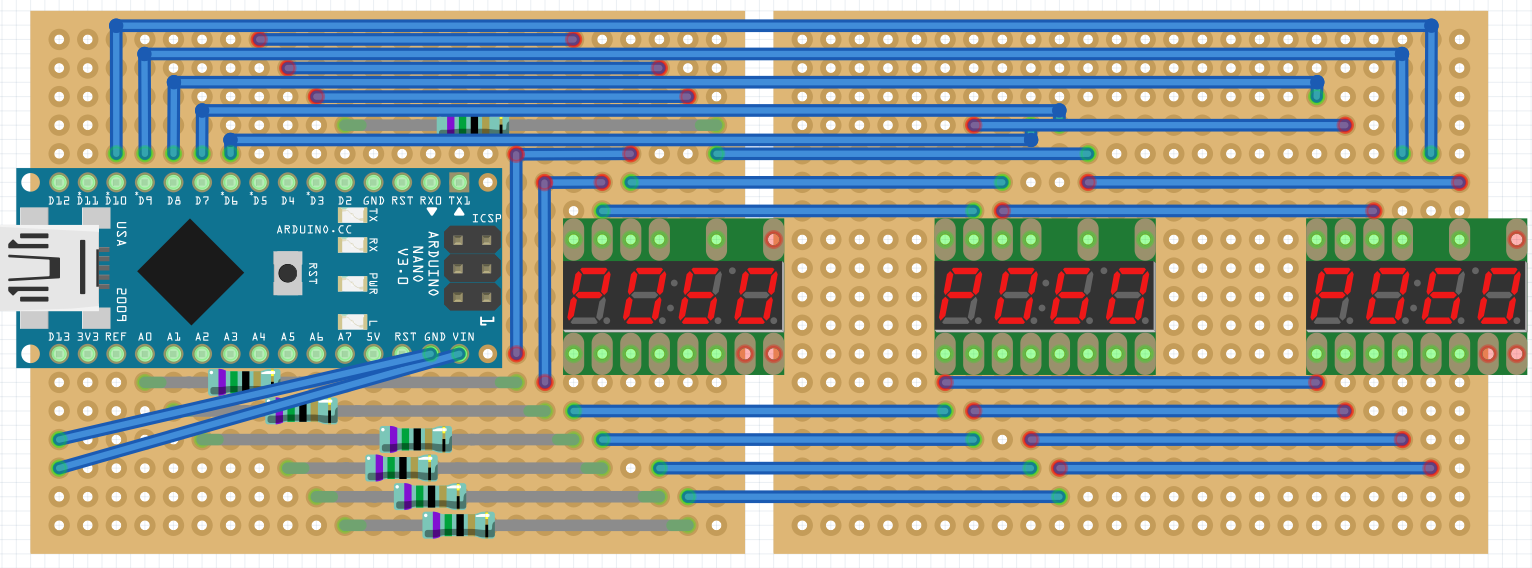 D12 D11 D10 D9 D8 D7 D6 D5 D4 D3 D2 GND RST RX0 TX1
TX
ICSP
USA
ARDUINO.CC
RX
ARDUINO
NANO
V3.0
RST
PWR
2009
L
1
D13 3V3 REF A0 A1 A2 A3 A4 A5 A6 A7 5V RST GND VIN